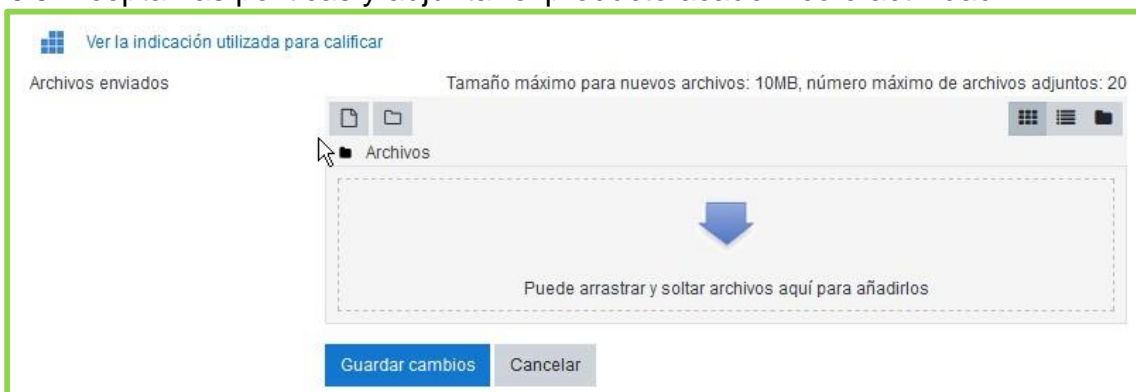 Ver la indicación utilizada para calificar
Archivos enviados
Tamaño máximo para nuevos archivos: 10MB, número máximo de archivos adjuntos: 20
Archivos
Puede arrastrar y soltar archivos aquí para añadirlos
Guardar cambios
Cancelar